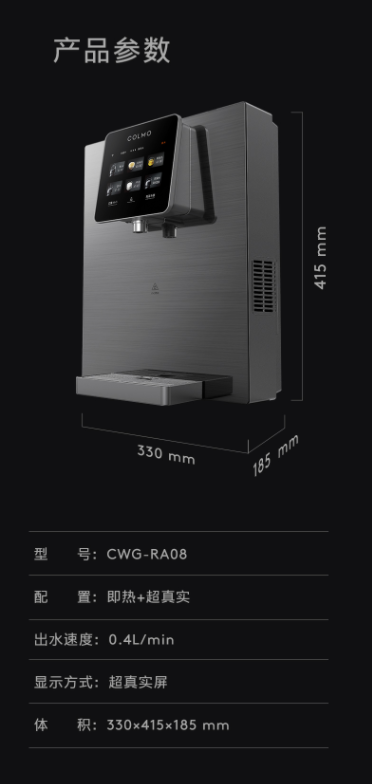 产品参数
COLMO
415 mm
330 mm
185 mm
型 号：CWG-RA08
配 置：即热+超真实
出水速度：0.4L/min
显示方式：超真实屏
体 积：330×415×185 mm